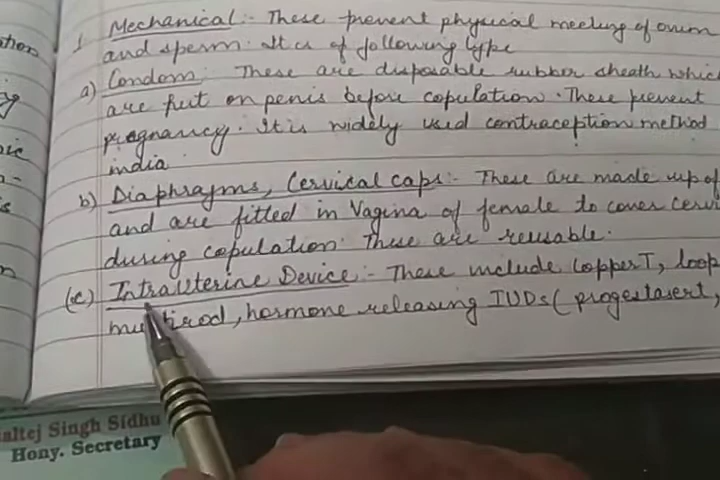 1. Mechanical :- These prevent physical meeting of ovum
and sperm. It is of following type
a) Condom: These are disposable rubber sheath which
are put on penis before copulation. These prevent
pregnancy. It is widely used contraception method
india.
b) Diaphragms, Cervical caps :- These are made up of
and are fitted in Vagina of female to cover
during copulation. These are reusable.
(c) Intrauterine Device - These include CopperT, loop
hormone releasing IUDs (progestasert,
Singh Sidhu
Hony. Secretary